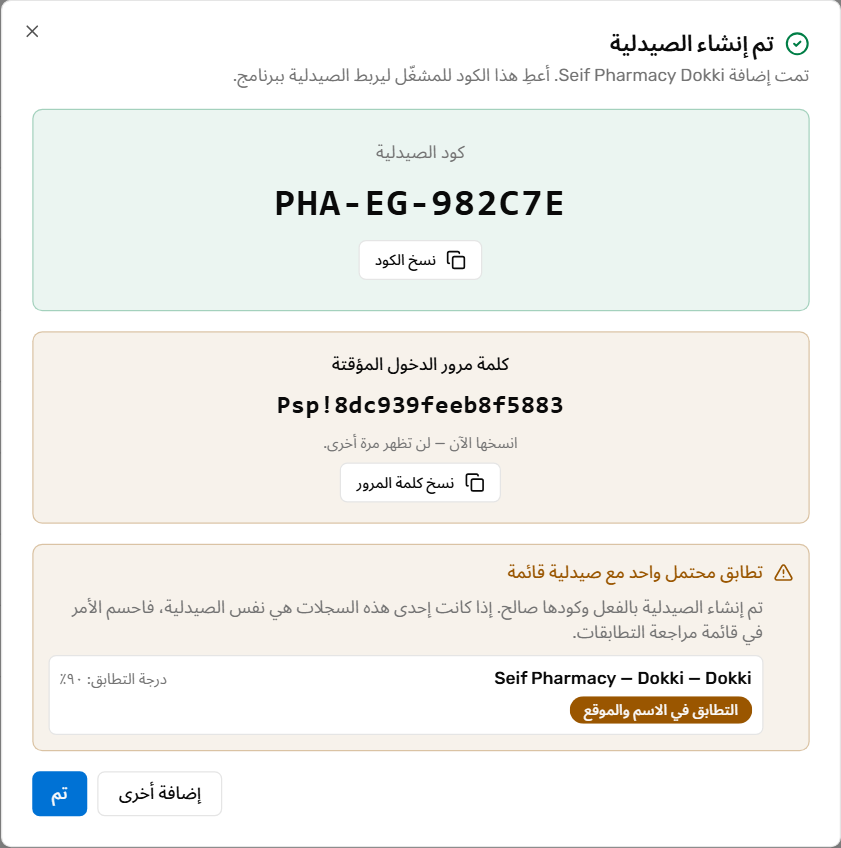 تم إنشاء الصيدلية
تمت إضافة Seif Pharmacy Dokki. أعطِ هذا الكود للمشغّل ليربط الصيدلية ببرنامج.
كود الصيدلية
PHA-EG-982C7E
نسخ الكود
كلمة مرور الدخول المؤقتة
Psp!8dc939feeb8f5883
انسخها الآن — لن تظهر مرة أخرى.
نسخ كلمة المرور
تطابق محتمل واحد مع صيدلية قائمة
تم إنشاء الصيدلية بالفعل وكودها صالح. إذا كانت إحدى هذه السجلات هي نفس الصيدلية، فاحسم الأمر
في قائمة مراجعة التطابقات.
Seif Pharmacy — Dokki — Dokki
درجة التطابق: ٩٠٪
التطابق في الاسم والموقع
إضافة أخرى
تم